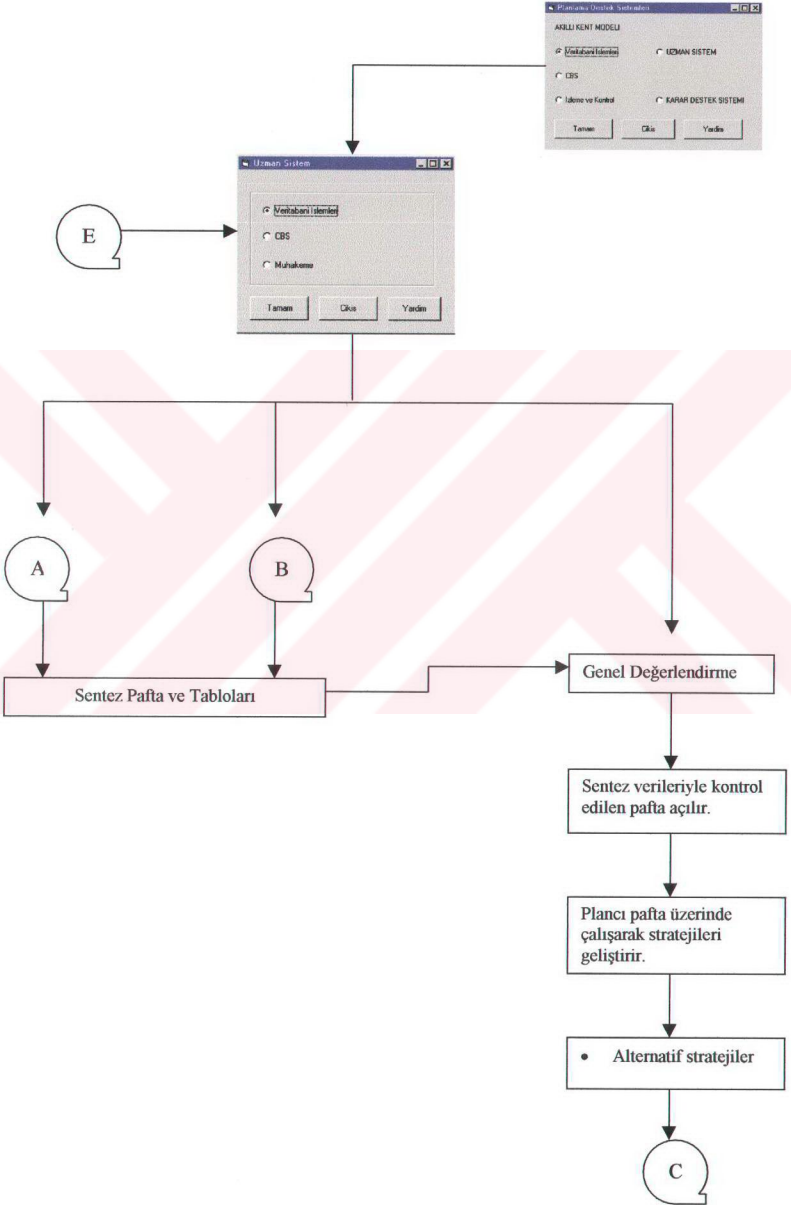 Planlama Destek Sistemleri
AKILLI KENT MODELI
Veritabani Islemleri
UZMAN SISTEM
CBS
Izleme ve Kontrol
KARAR DESTEK SISTEMI
Tamam
Cikis
Yardim
Uzman Sistem
Veritabani Islemleri
CBS
Muhakeme
Tamam
Cikis
Yardim
E
A
B
Sentez Pafta ve Tabloları
Genel Değerlendirme
Sentez verileriyle kontrol
edilen pafta açılır.
Plancı pafta üzerinde
çalışarak stratejileri
geliştirir.
• Alternatif stratejiler
C